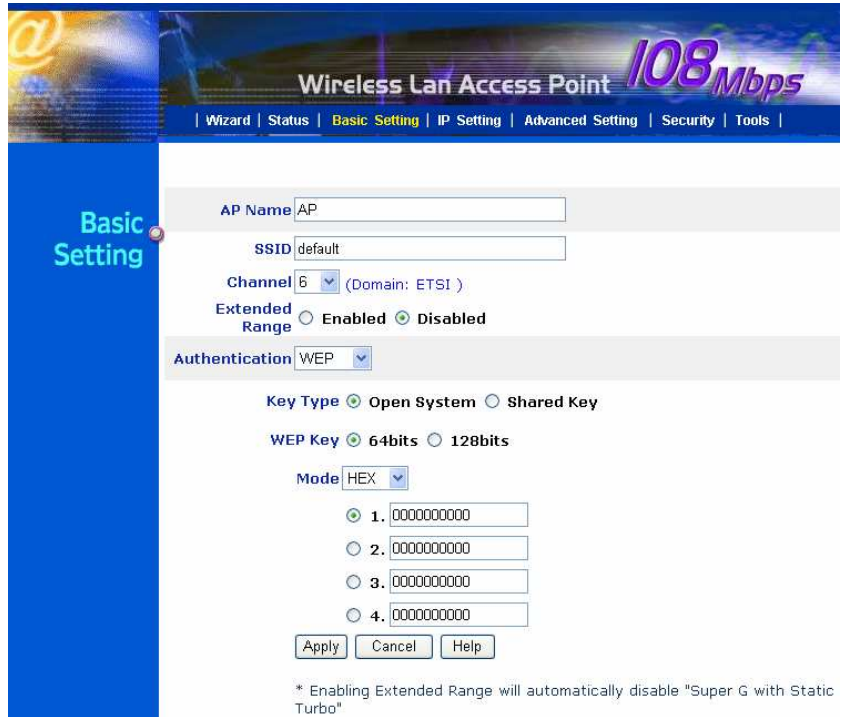 @
Wireless Lan Access Point 108 Mbps
| Wizard | Status | Basic Setting | IP Setting | Advanced Setting | Security | Tools |
Basic
Setting
AP Name AP
SSID default
Channel 6 (Domain: ETSI )
Extended
Range Enabled Disabled
Authentication WEP
Key Type Open System Shared Key
WEP Key 64bits 128bits
Mode HEX
1. 0000000000
2. 0000000000
3. 0000000000
4. 0000000000
Apply Cancel Help
* Enabling Extended Range will automatically disable "Super G with Static
Turbo"